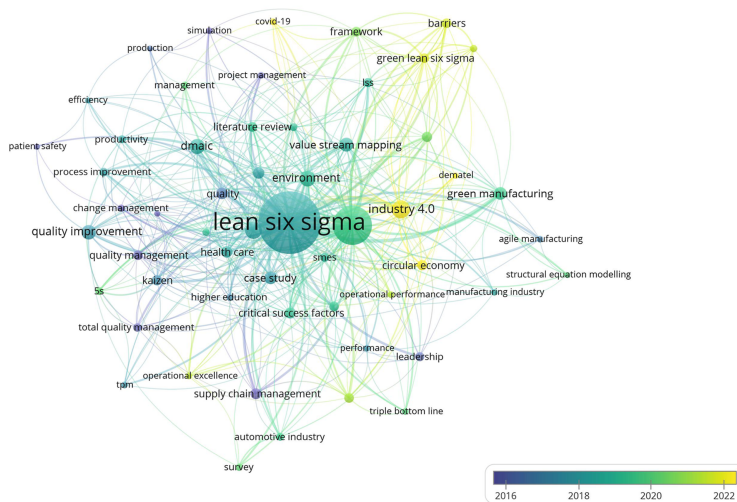 covid-19
barriers
simulation
framework
production
green lean six sigma
project management
lss
management
efficiency
literature review
productivity
dmaic
value stream mapping
patient safety
process improvement
environment
dematel
quality
green manufacturing
change management
industry 4.0
lean six sigma
quality improvement
agile manufacturing
quality management
health care
smes
circular economy
structural equation modelling
kaizen
case study
5s
higher education
operational performance
manufacturing industry
critical success factors
total quality management
performance
leadership
operational excellence
tpm
supply chain management
triple bottom line
automotive industry
survey
2016 2018 2020 2022